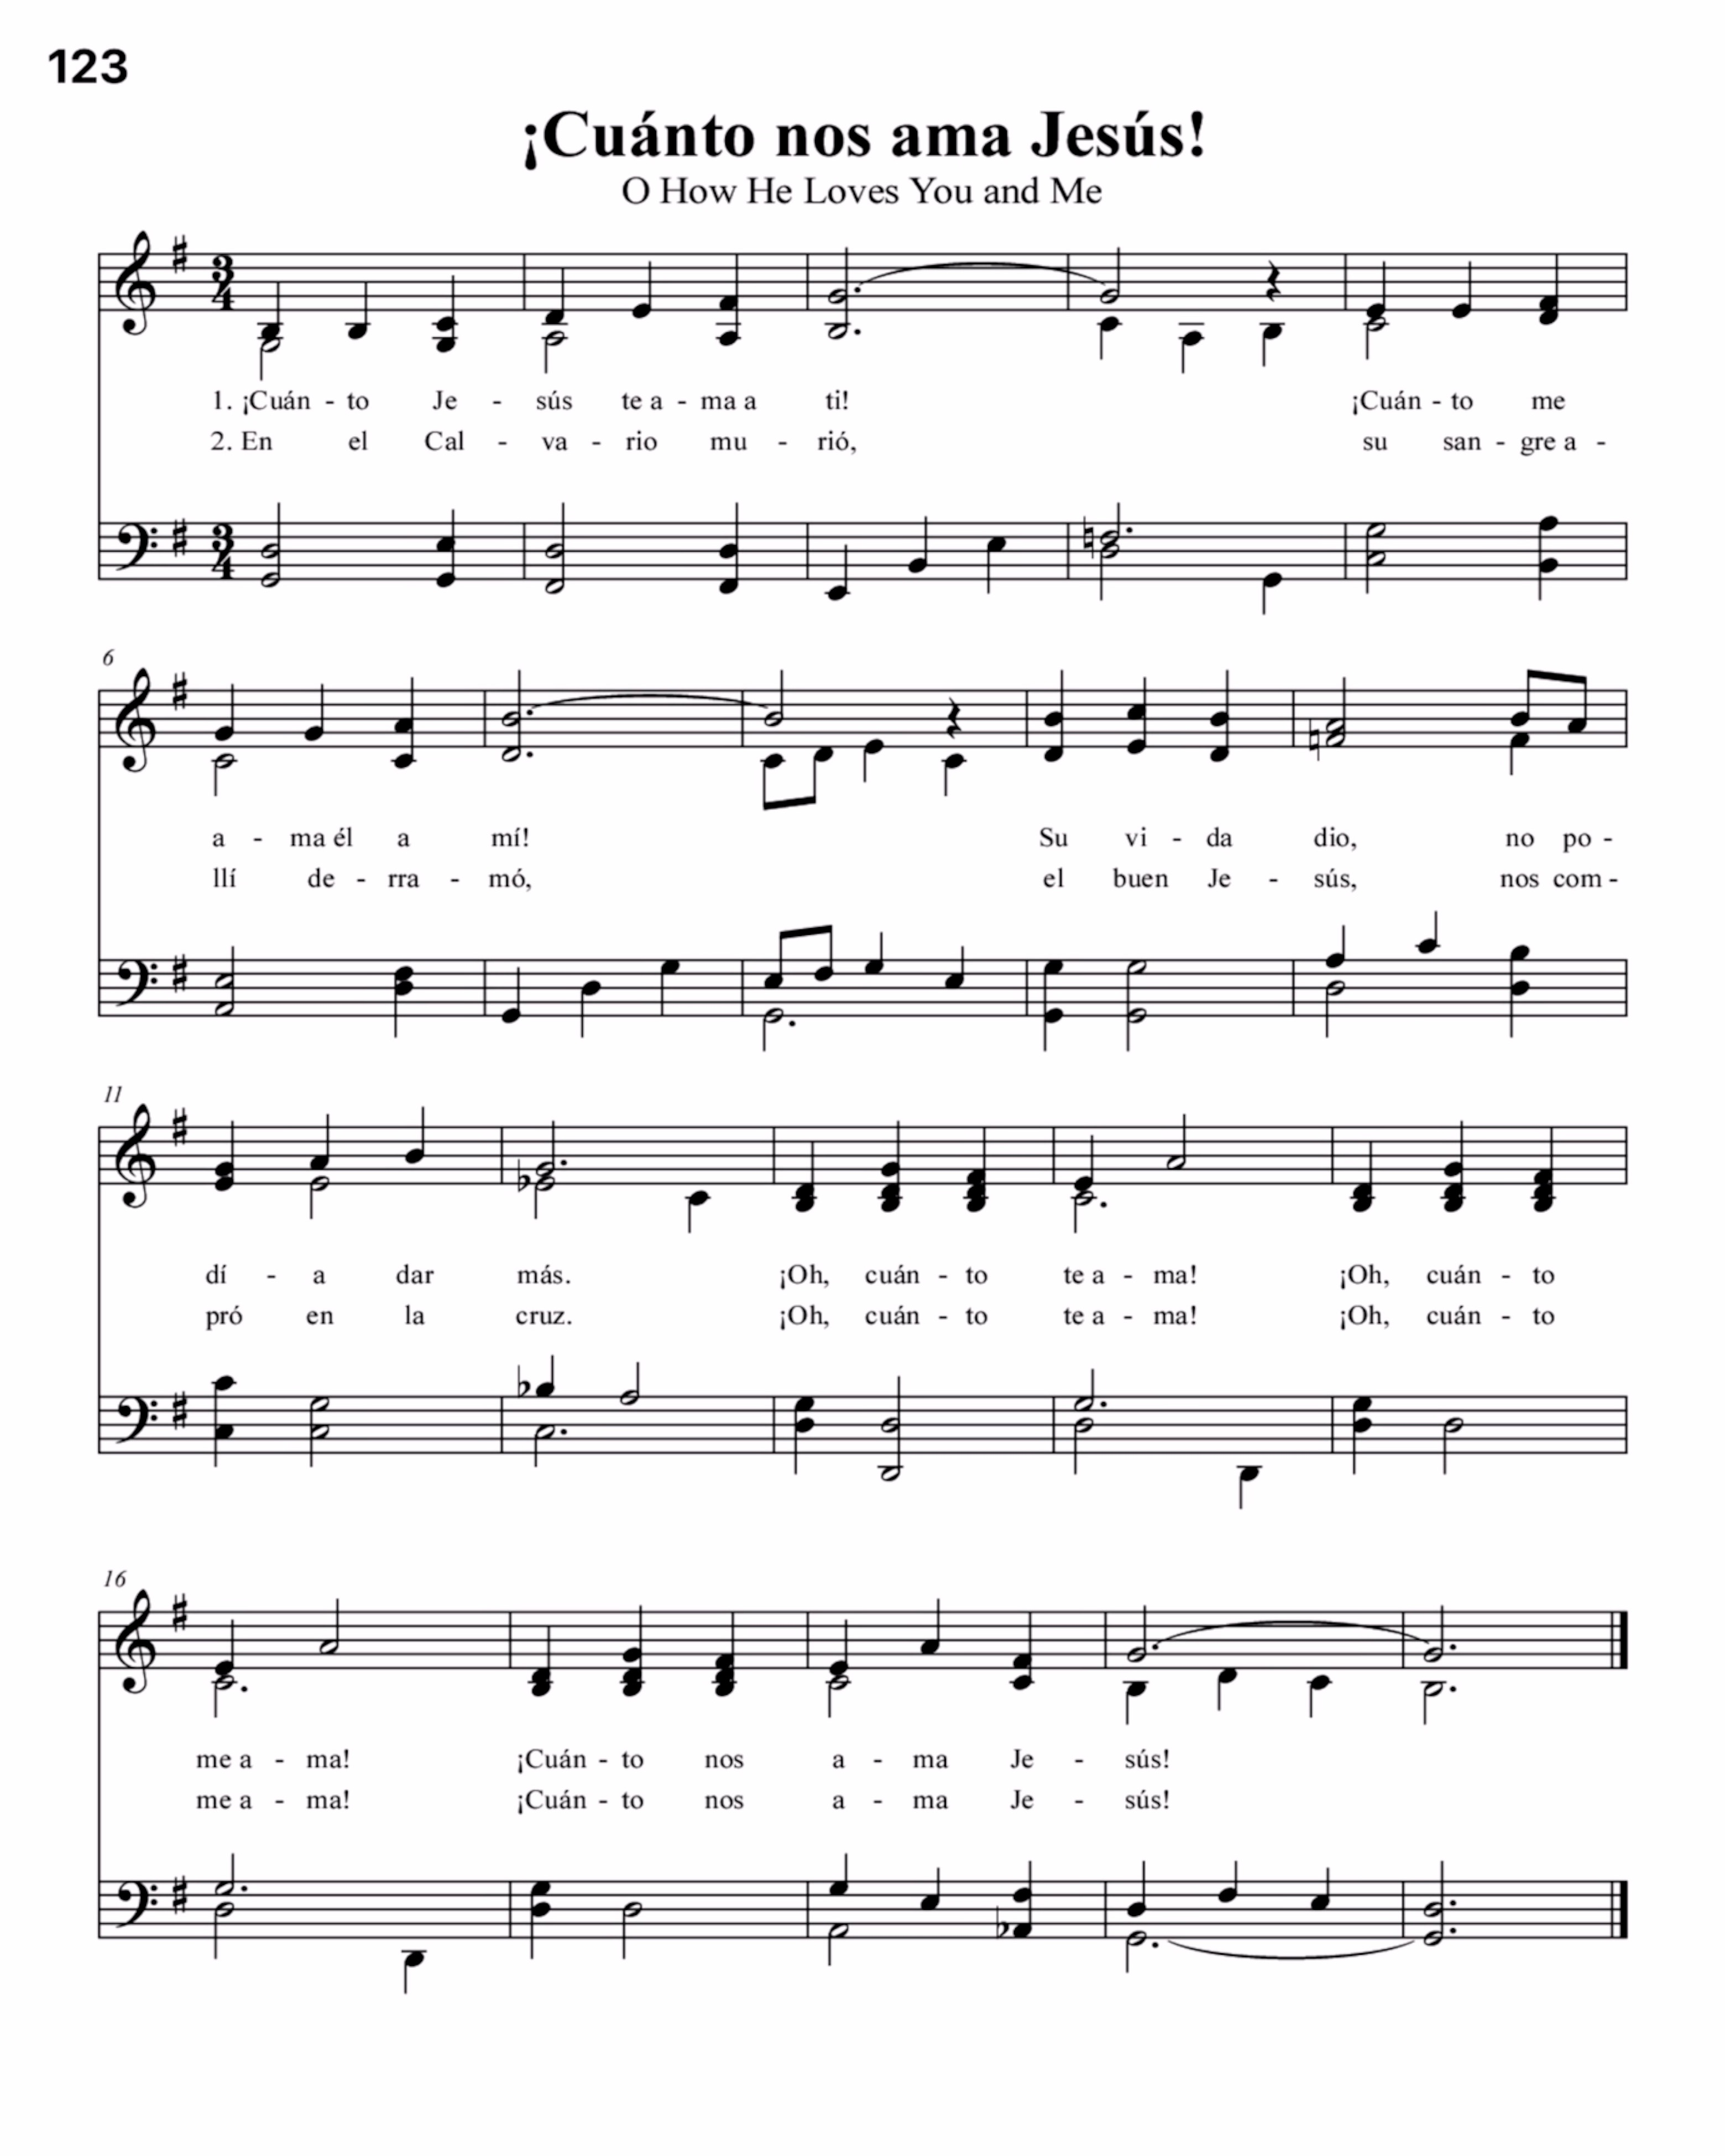 123
¡Cuánto nos ama Jesús!
O How He Loves You and Me
3 4
1. ¡Cuán - to Je - sús te a - ma a ti! ¡Cuán - to me
2. En el Cal - va - rio mu - rió, su san - gre a -
3 4
6
a - ma él a mí! Su vi - da dio, no po -
llí de - rra - mó, el buen Je - sús, nos com -
11
dí - a dar más. ¡Oh, cuán - to te a - ma! ¡Oh, cuán - to
pró en la cruz. ¡Oh, cuán - to te a - ma! ¡Oh, cuán - to
16
me a - ma! ¡Cuán - to nos a - ma Je - sús!
me a - ma! ¡Cuán - to nos a - ma Je - sús!